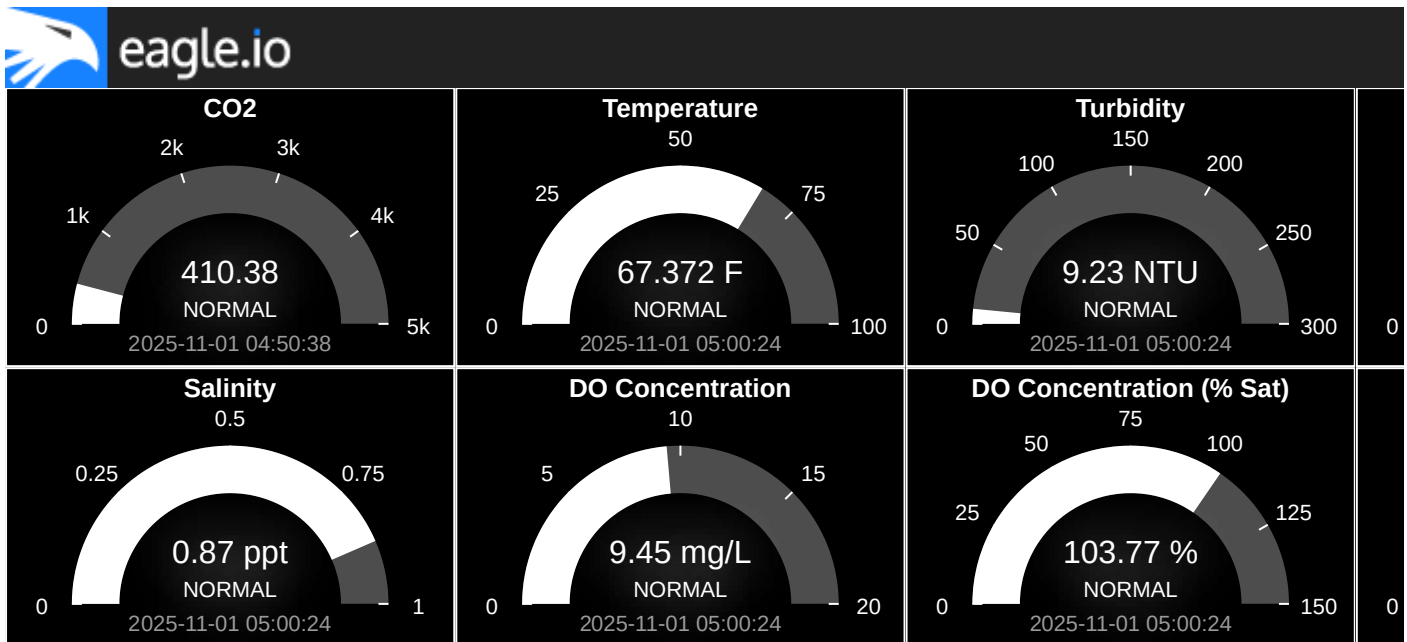 eagle.io
CO2
0
1k
2k
3k
4k
5k
410.38
NORMAL
2025-11-01 04:50:38
Temperature
0
25
50
75
100
67.372 F
NORMAL
2025-11-01 05:00:24
Turbidity
0
50
100
150
200
250
300
9.23 NTU
NORMAL
2025-11-01 05:00:24
0
Salinity
0
0.25
0.5
0.75
1
0.87 ppt
NORMAL
2025-11-01 05:00:24
DO Concentration
0
5
10
15
20
9.45 mg/L
NORMAL
2025-11-01 05:00:24
DO Concentration (% Sat)
0
25
50
75
100
125
150
103.77 %
NORMAL
2025-11-01 05:00:24
0